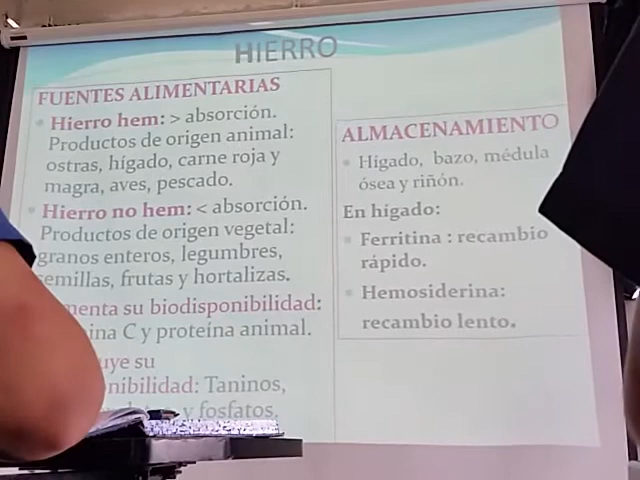 HIERRO
FUENTES ALIMENTARIAS
Hierro hem: > absorción.
Productos de origen animal:
ostras, hígado, carne roja y
magra, aves, pescado.
Hierro no hem: < absorción.
Productos de origen vegetal:
granos enteros, legumbres,
emillas, frutas y hortalizas.
menta su biodisponibilidad:
ina C y proteína animal.
uye su
nibilidad: Taninos,
y fosfatos.
ALMACENAMIENTO
Hígado, bazo, médula
ósea y riñón.
En hígado:
Ferritina : recambio
rápido.
Hemosiderina:
recambio lento.